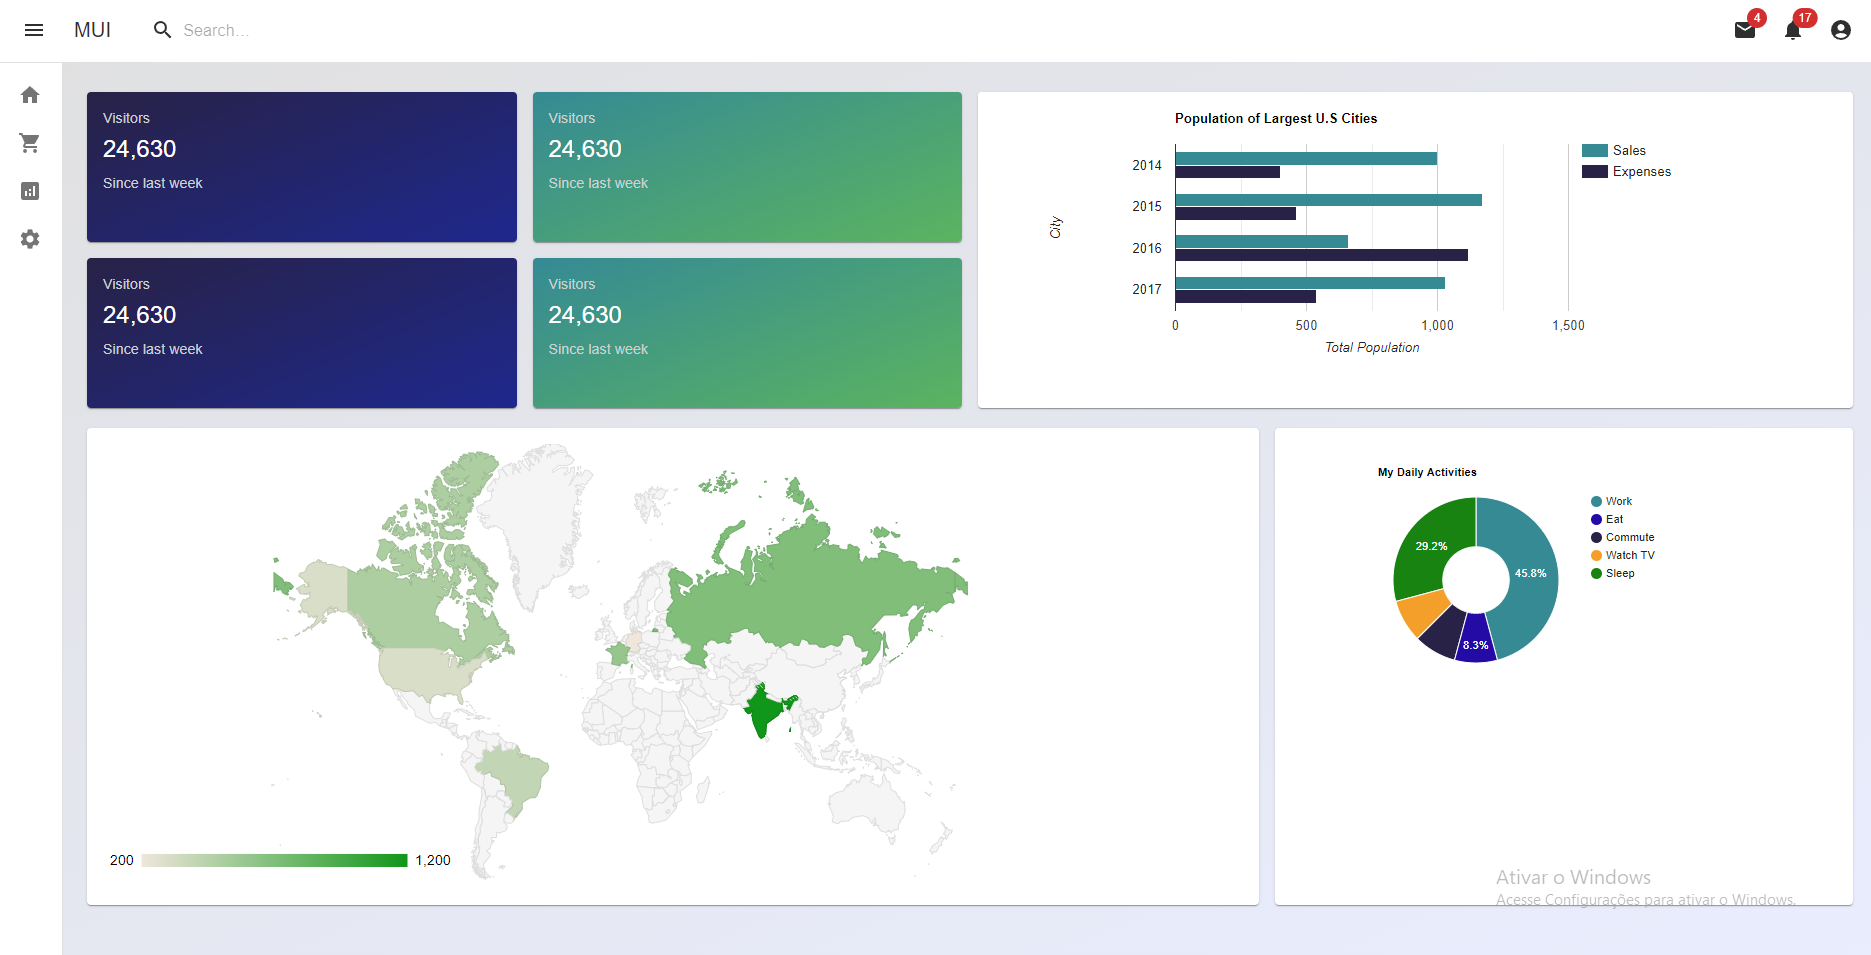 MUI
Search…
4
17
Visitors
24,630
Since last week
Visitors
24,630
Since last week
Visitors
24,630
Since last week
Visitors
24,630
Since last week
Population of Largest U.S Cities
City
2014
2015
2016
2017
0 500 1,000 1,500
Total Population
Sales
Expenses
200 1,200
My Daily Activities
29.2%
45.8%
8.3%
Work
Eat
Commute
Watch TV
Sleep
Ativar o Windows
Acesse Configurações para ativar o Windows.